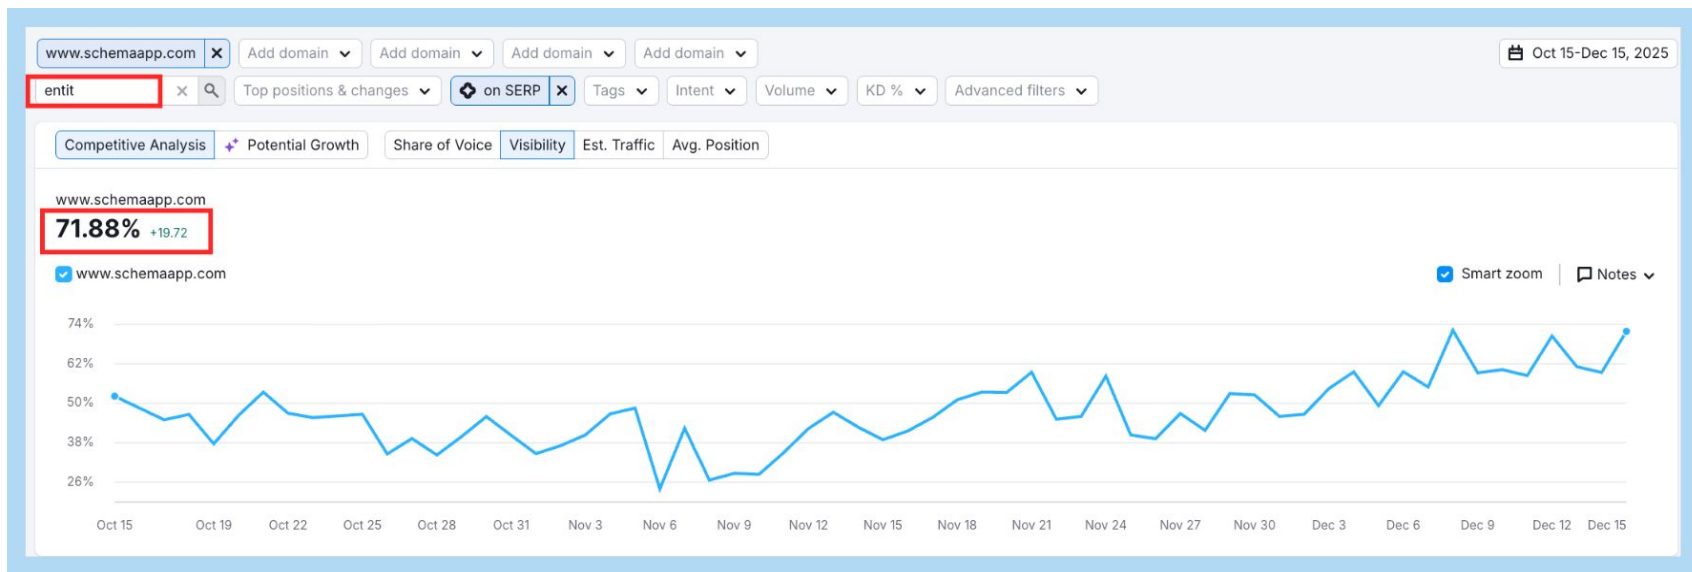 www.schemaapp.com Add domain Add domain Add domain Add domain Oct 15-Dec 15, 2025
entit Top positions & changes on SERP Tags Intent Volume KD % Advanced filters
Competitive Analysis Potential Growth Share of Voice Visibility Est. Traffic Avg. Position
www.schemaapp.com
71.88% +19.72
www.schemaapp.com Smart zoom Notes
74%
62%
50%
38%
26%
Oct 15 Oct 19 Oct 22 Oct 25 Oct 28 Oct 31 Nov 3 Nov 6 Nov 9 Nov 12 Nov 15 Nov 18 Nov 21 Nov 24 Nov 27 Nov 30 Dec 3 Dec 6 Dec 9 Dec 12 Dec 15